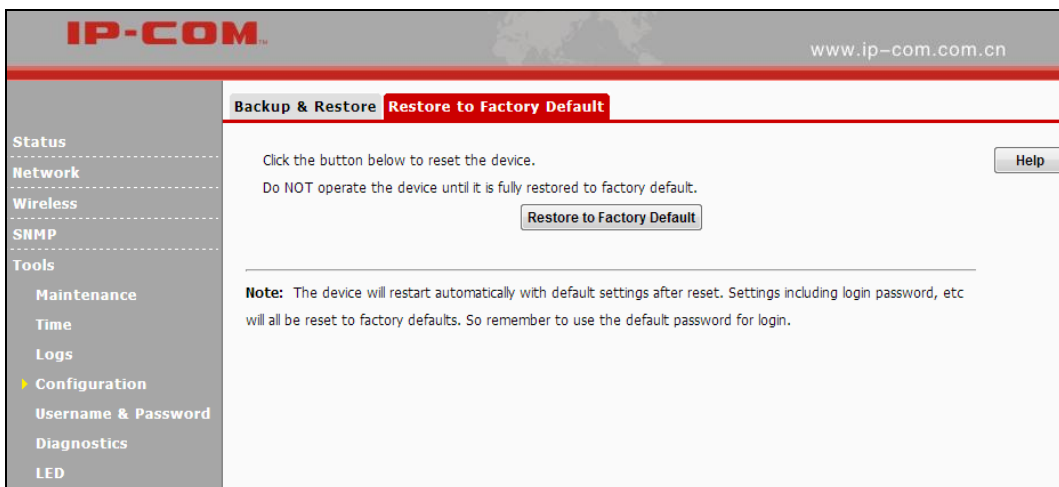 IP-COM™
www.ip-com.com.cn
Backup & Restore
Restore to Factory Default
Status
Network
Wireless
SNMP
Tools
Maintenance
Time
Logs
Configuration
Username & Password
Diagnostics
LED
Click the button below to reset the device.
Do NOT operate the device until it is fully restored to factory default.
Restore to Factory Default
Help
Note: The device will restart automatically with default settings after reset. Settings including login password, etc
will all be reset to factory defaults. So remember to use the default password for login.